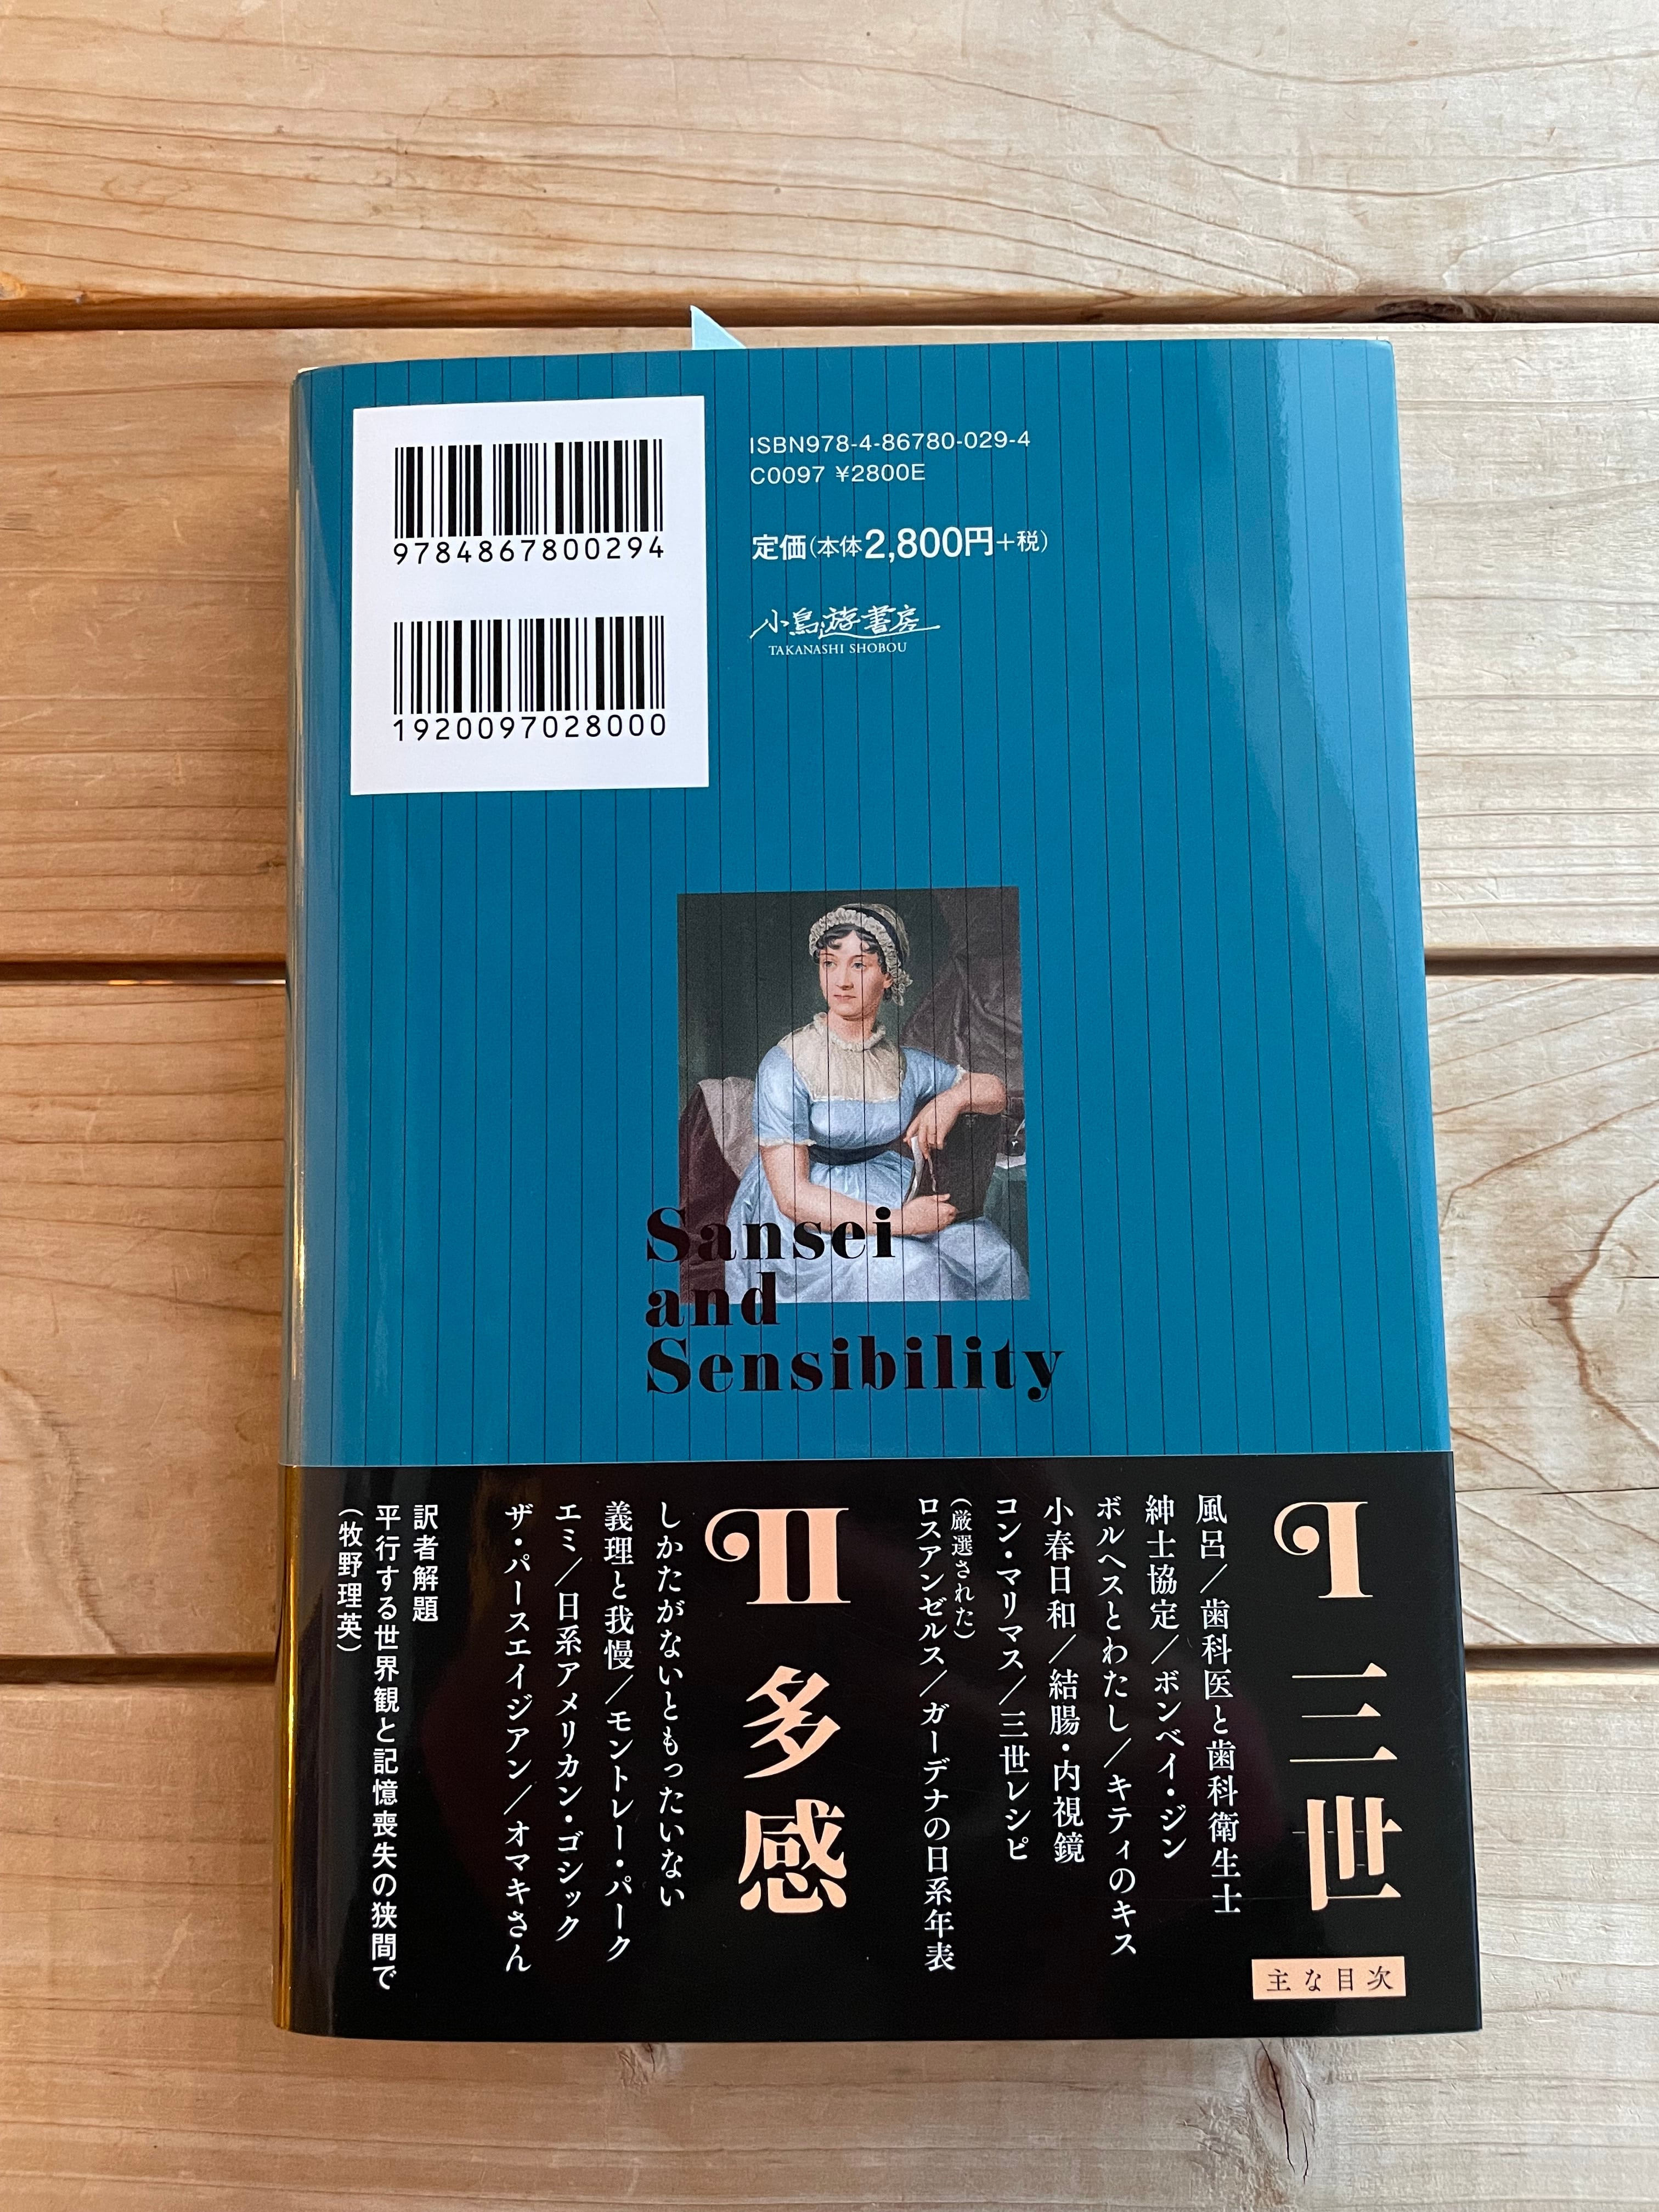 9784867800294
1920097028000
ISBN978-4-86780-029-4
C0097 ¥2800E
定価(本体2,800円+税)
小鳥遊書房
TAKANASHI SHOBOU
Sansei
and
Sensibility
主な目次
I 三世
風呂／歯科医と歯科衛生士
紳士協定／ボンベイ・ジン
ボルヘスとわたし／キティのキス
小春日和／結腸・内視鏡
コン・マリマス／三世レシピ
(厳選された)
ロスアンゼルス／ガーデナの日系年表
II 多感
しかたがないともったいない
義理と我慢／モントレー・パーク
エミ／日系アメリカン・ゴシック
ザ・パースエイジアン／オマキさん
訳者解題
平行する世界観と記憶喪失の狭間で
(牧野理英)